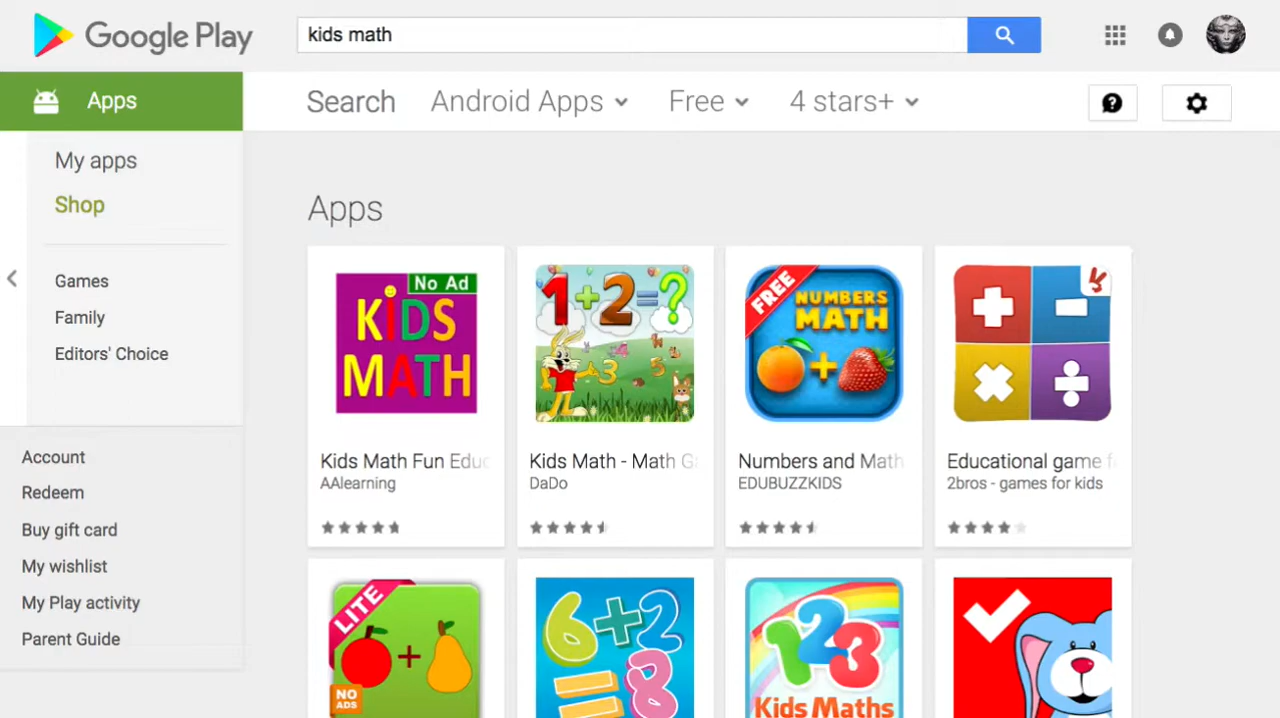 Google Play
kids math
Apps
Search
Android Apps
Free
4 stars+
My apps
Shop
Games
Family
Editors' Choice
Account
Redeem
Buy gift card
My wishlist
My Play activity
Parent Guide
Apps
No Ad
KiDS
MATH
Kids Math Fun Educ
AAlearning
1+2=?
+3
5
Kids Math - Math G
DaDo
FREE
NUMBERS
MATH
+
Numbers and Math
EDUBUZZKIDS
+ −
× ÷
Educational game f
2bros - games for kids
LITE
+
NO
ADS
6+2
=8
123
Kids Maths